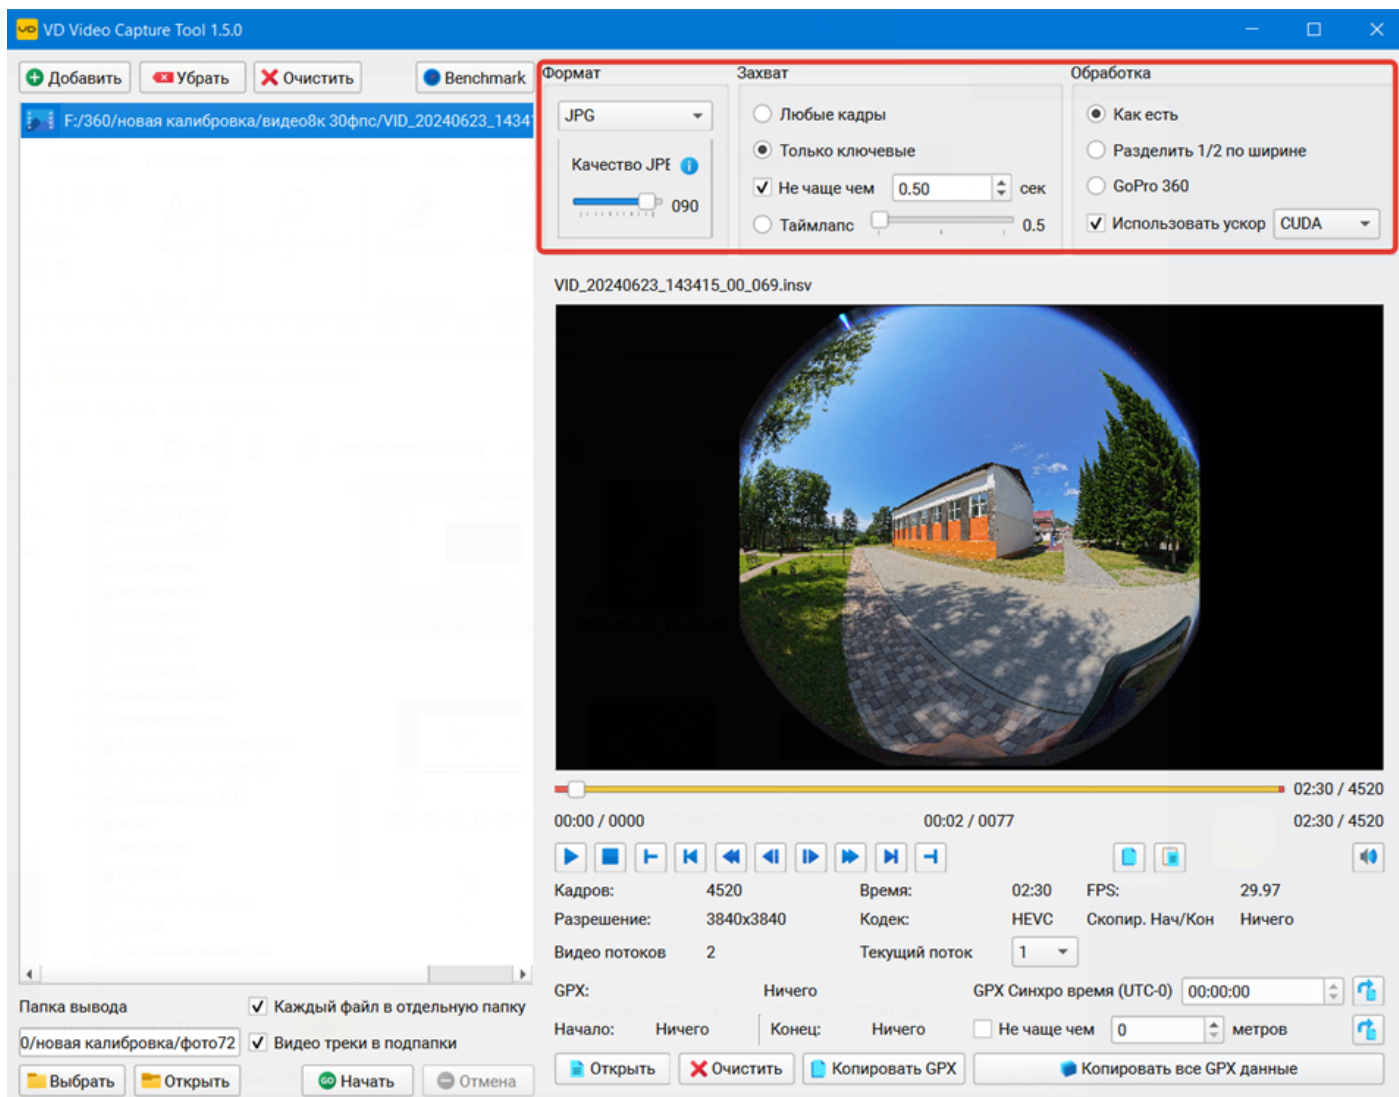 VD Video Capture Tool 1.5.0
Добавить Убрать Очистить Benchmark
F:/360/новая калибровка/видео8к 30фпс/VID_20240623_1434
Формат Захват Обработка
JPG Любые кадры Как есть
Качество JPE Только ключевые Разделить 1/2 по ширине
090 Не чаще чем 0.50 сек GoPro 360
Таймлапс 0.5 Использовать ускор CUDA
VID_20240623_143415_00_069.insv
02:30 / 4520
00:00 / 0000 00:02 / 0077 02:30 / 4520
Кадров: 4520 Время: 02:30 FPS: 29.97
Разрешение: 3840x3840 Кодек: HEVC Скопир. Нач/Кон Ничего
Видео потоков 2 Текущий поток 1
GPX: Ничего GPX Синхро время (UTC-0) 00:00:00
Начало: Ничего Конец: Ничего Не чаще чем 0 метров
Открыть Очистить Копировать GPX Копировать все GPX данные
Папка вывода Каждый файл в отдельную папку
0/новая калибровка/фото72 Видео треки в подпапки
Выбрать Открыть GO Начать Отмена